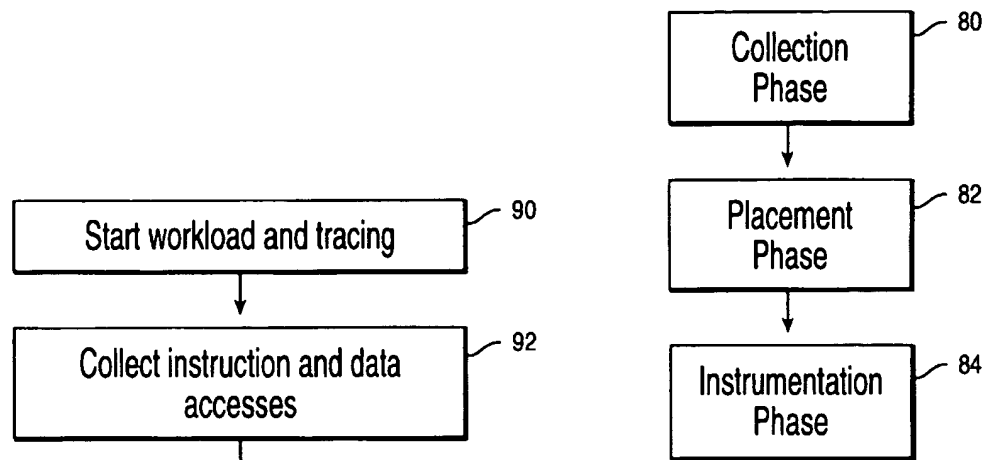 Start workload and tracing
90
Collect instruction and data
accesses
92
Collection
Phase
80
Placement
Phase
82
Instrumentation
Phase
84